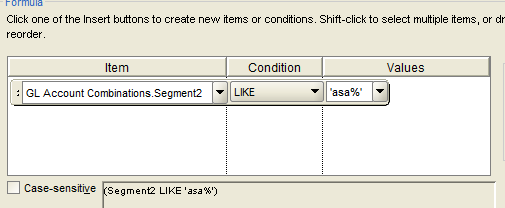 Formula
Click one of the Insert buttons to create new items or conditions. Shift-click to select multiple items, or
reorder.
Item Condition Values
: GL Account Combinations.Segment2 LIKE 'asa%'
Case-sensitive (Segment2 LIKE 'asa%')